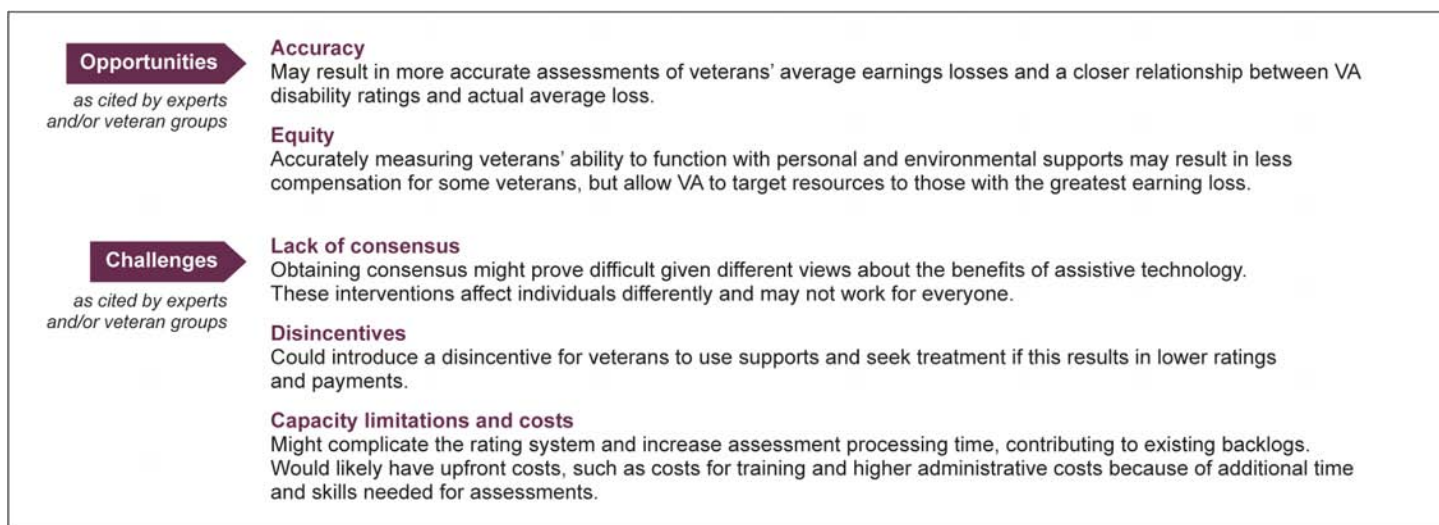 Opportunities
as cited by experts
and/or veteran groups
Accuracy
May result in more accurate assessments of veterans’ average earnings losses and a closer relationship between VA
disability ratings and actual average loss.
Equity
Accurately measuring veterans’ ability to function with personal and environmental supports may result in less
compensation for some veterans, but allow VA to target resources to those with the greatest earning loss.
Challenges
as cited by experts
and/or veteran groups
Lack of consensus
Obtaining consensus might prove difficult given different views about the benefits of assistive technology.
These interventions affect individuals differently and may not work for everyone.
Disincentives
Could introduce a disincentive for veterans to use supports and seek treatment if this results in lower ratings
and payments.
Capacity limitations and costs
Might complicate the rating system and increase assessment processing time, contributing to existing backlogs.
Would likely have upfront costs, such as costs for training and higher administrative costs because of additional time
and skills needed for assessments.